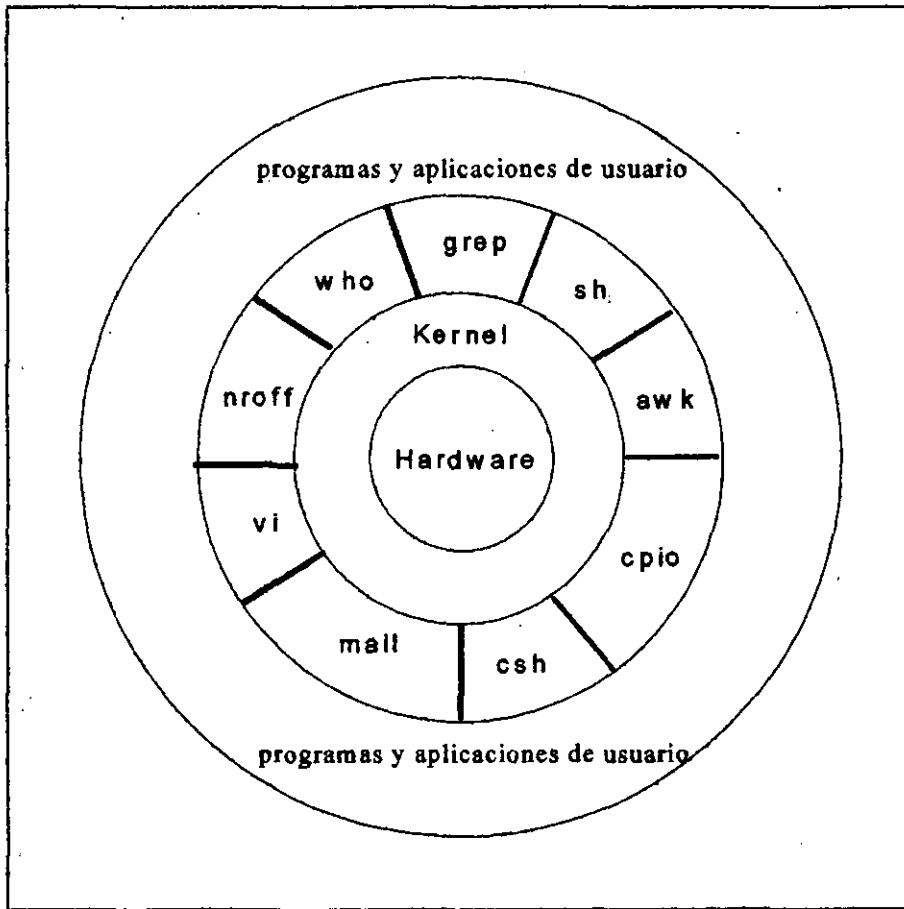 programas y aplicaciones de usuario
grep
who
sh
Kernel
nroff
awk
Hardware
vi
cpio
mail
csh
programas y aplicaciones de usuario